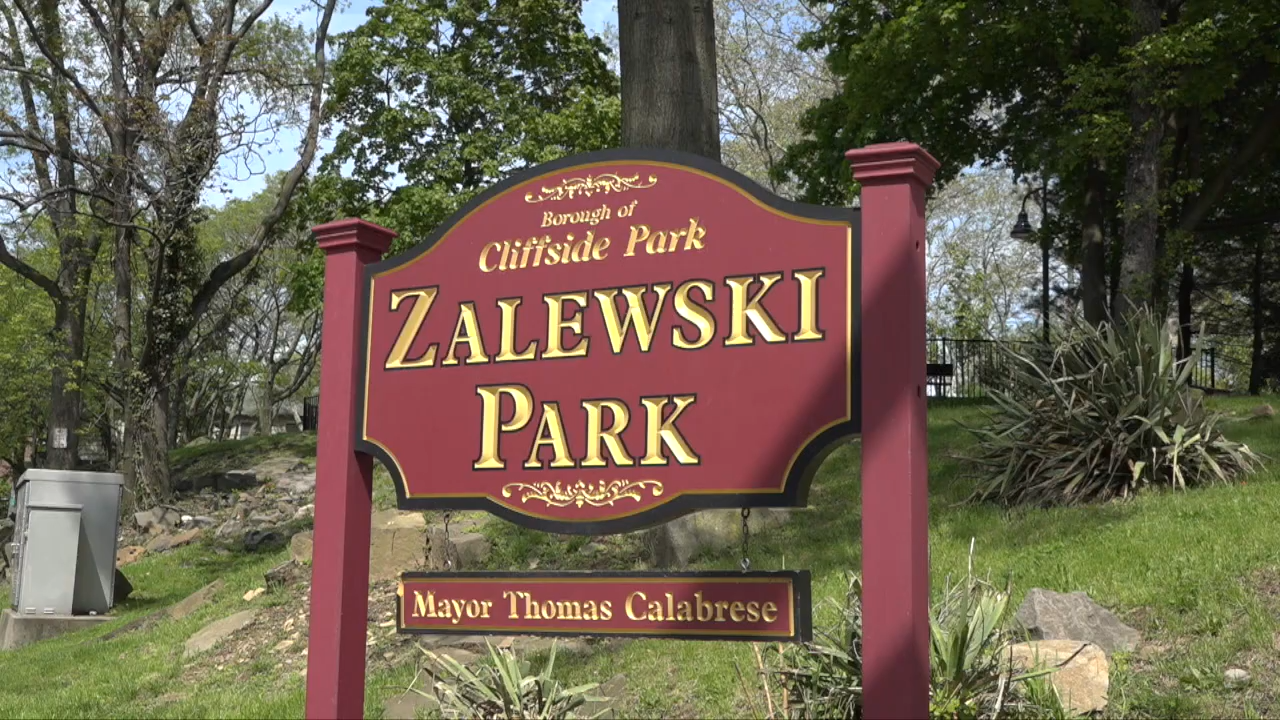 Borough of
Cliffside Park
ZALEWSKI
PARK
Mayor Thomas Calabrese